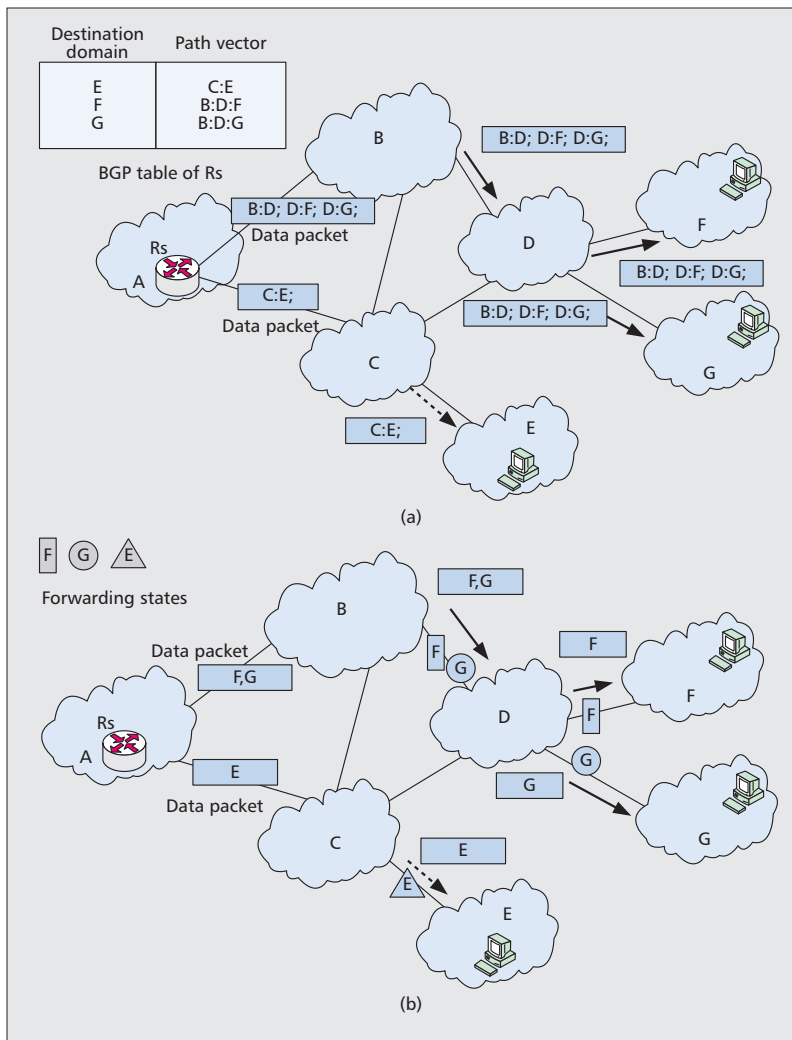 Destination domain
Path vector
E
C:E
F
B:D:F
G
B:D:G
BGP table of Rs
B
B:D; D:F; D:G;
B:D; D:F; D:G;
Data packet
F
D
Rs
A
B:D; D:F; D:G;
C:E;
Data packet
B:D; D:F; D:G;
C
G
C:E;
E
(a)
F
G
E
Forwarding states
B
F,G
Data packet
F,G
F
G
F
F
D
F
Rs
A
E
Data packet
G
G
G
C
E
E
E
(b)